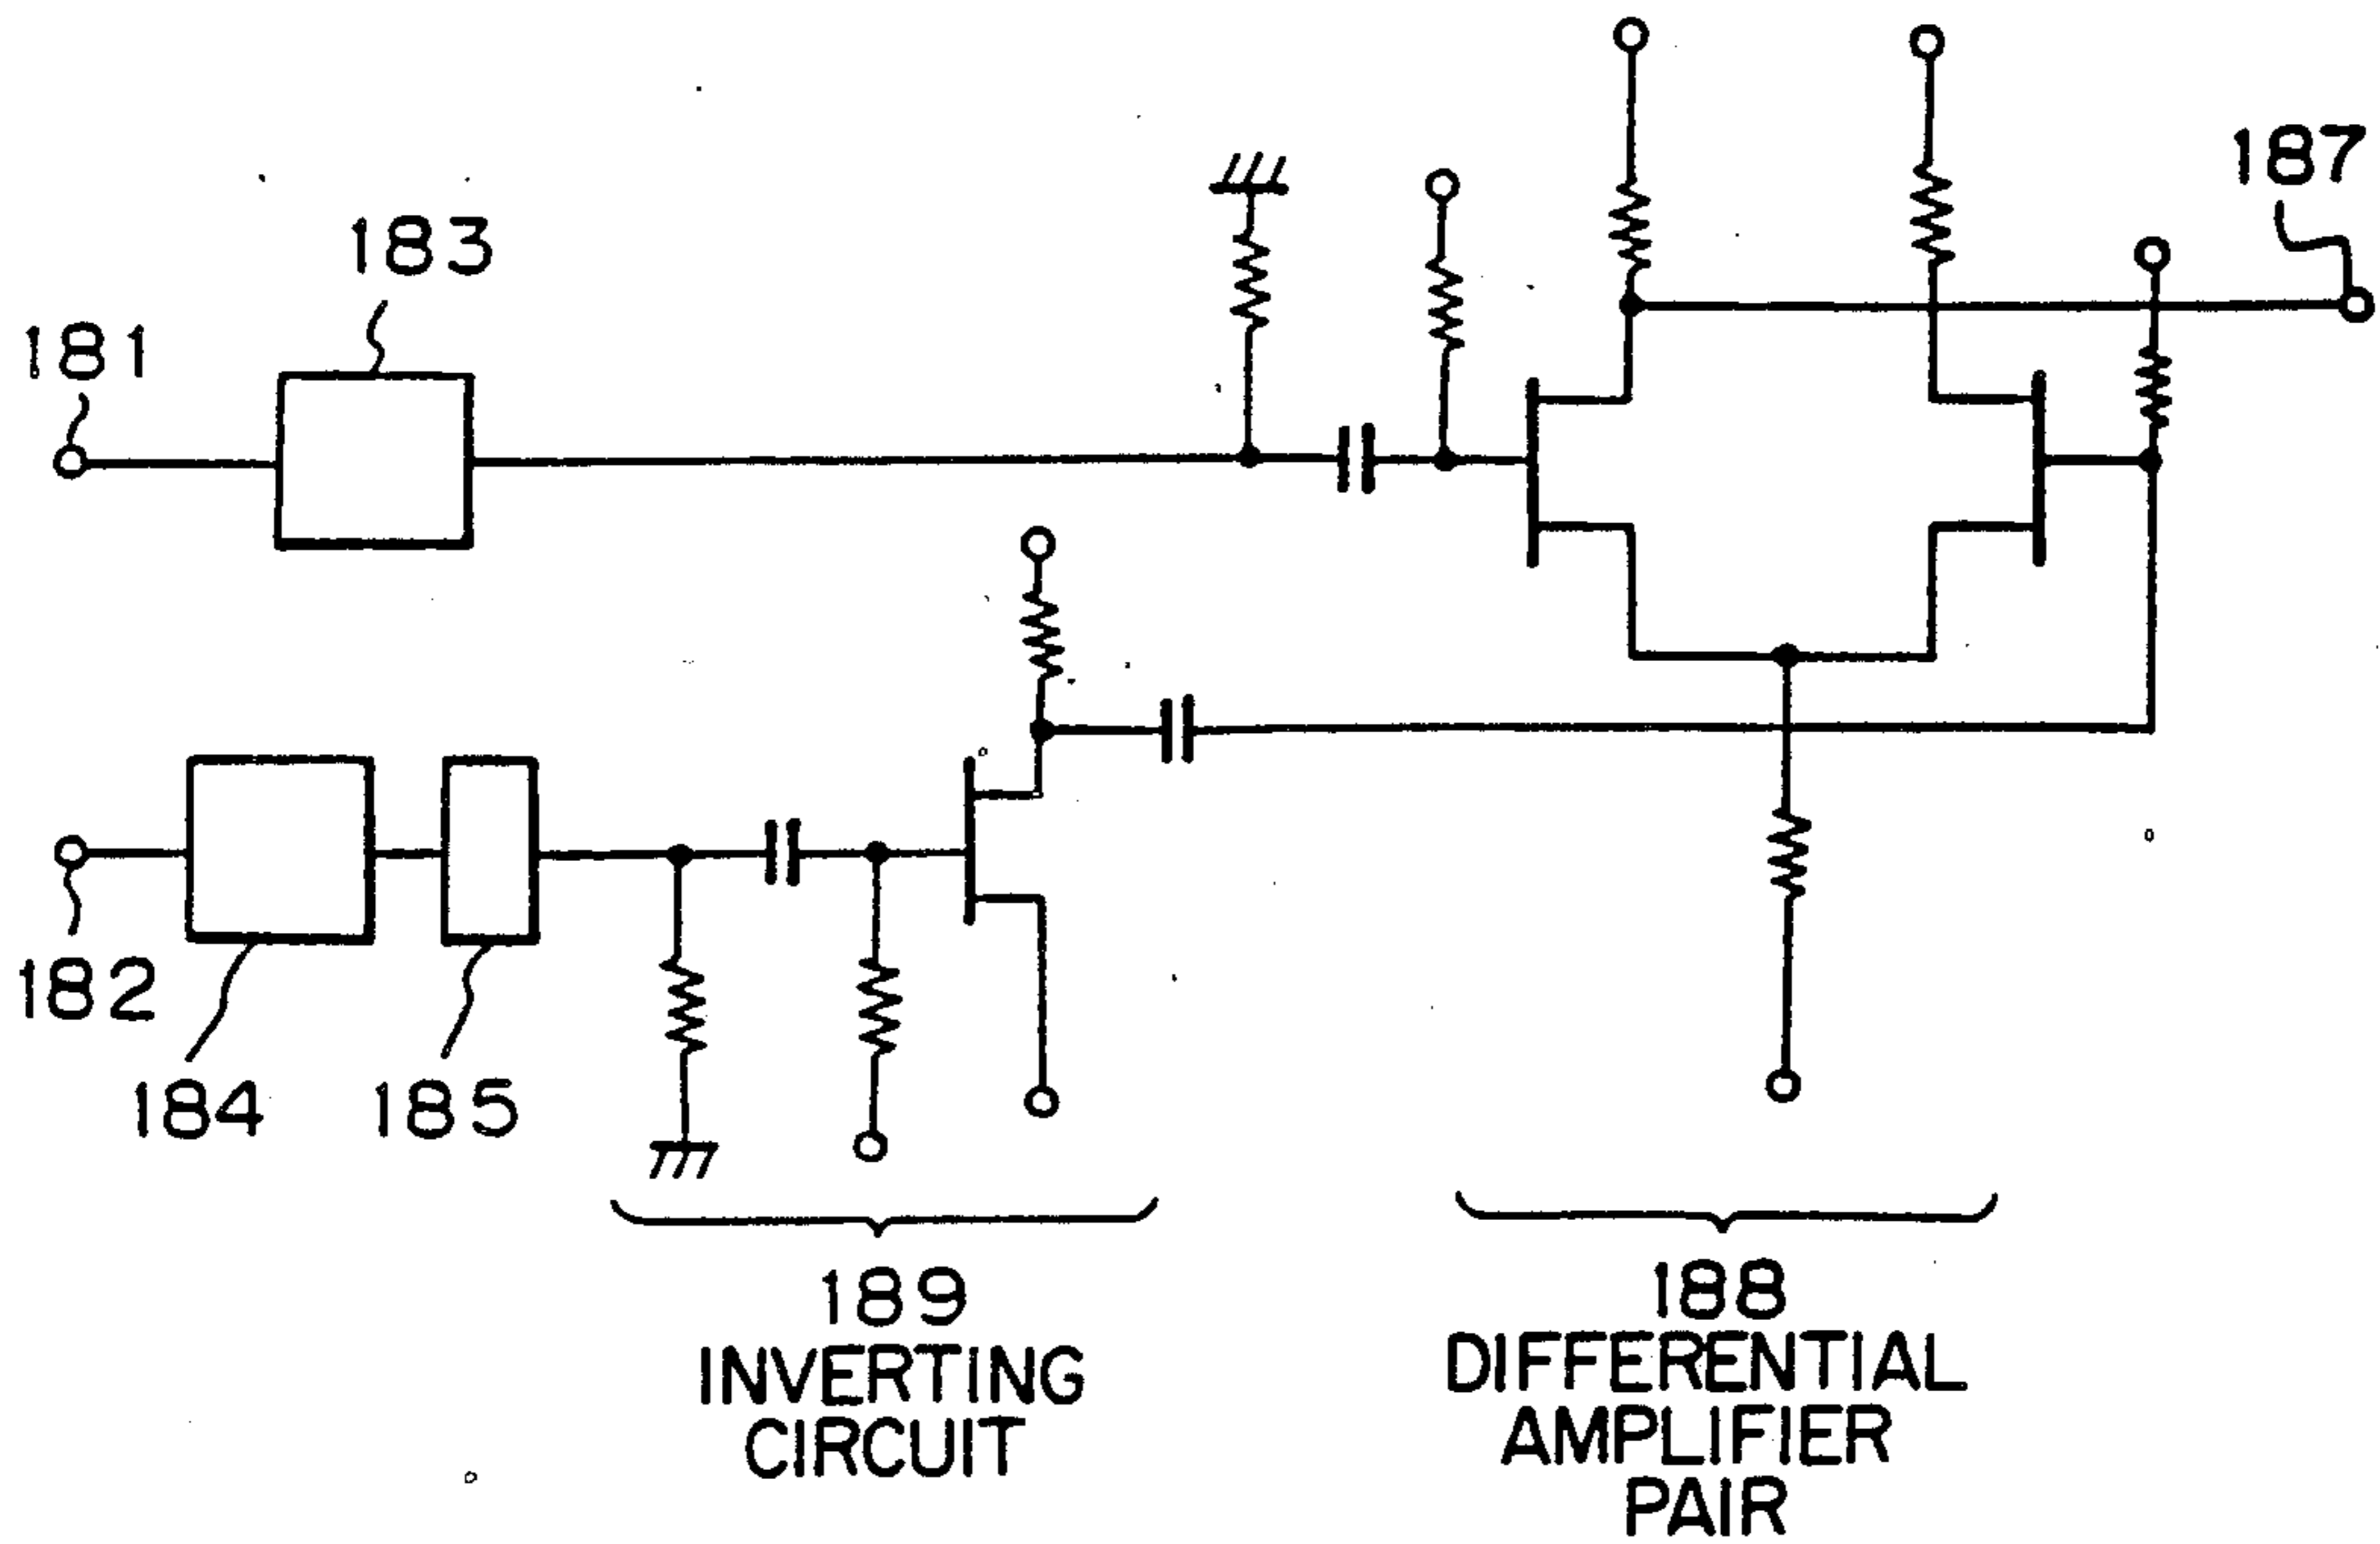 187
183
181
182
184
185
189
INVERTING
CIRCUIT
188
DIFFERENTIAL
AMPLIFIER
PAIR